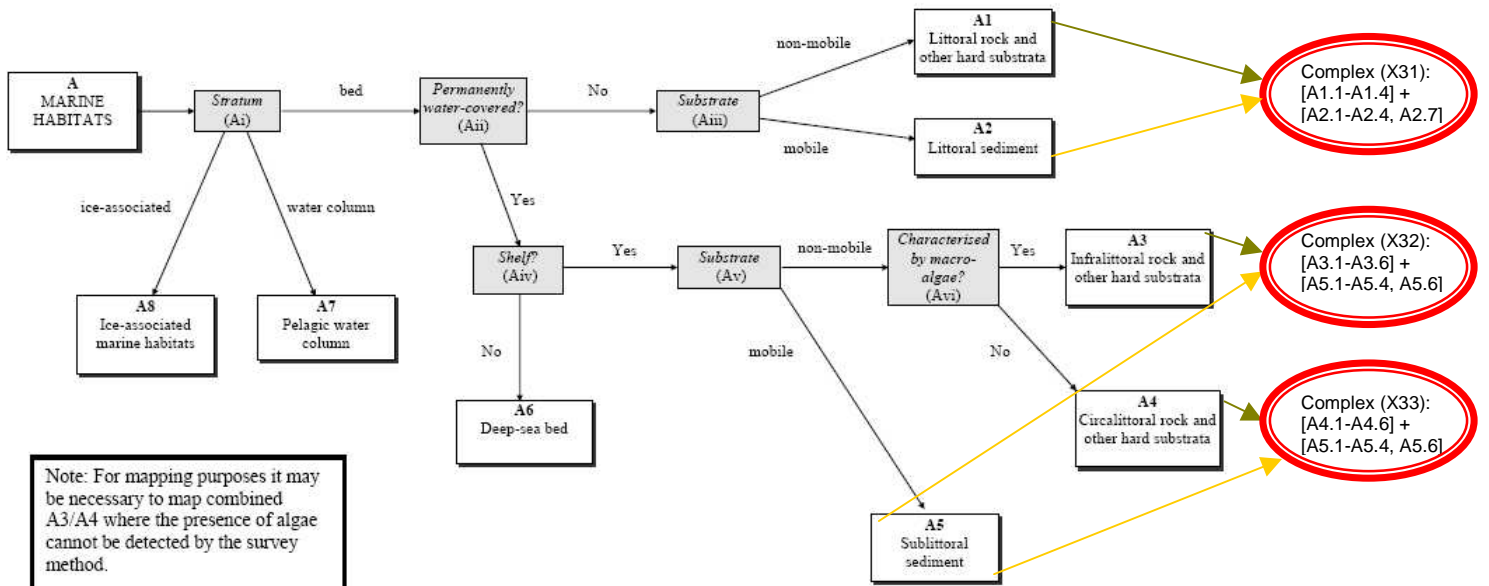 A
MARINE
HABITATS
Stratum
(Ai)
bed
Permanently
water-covered?
(Aii)
No
Substrate
(Aiii)
non-mobile
mobile
A1
Littoral rock and
other hard substrata
A2
Littoral sediment
Complex (X31):
[A1.1-A1.4] +
[A2.1-A2.4, A2.7]
ice-associated
water column
A8
Ice-associated
marine habitats
A7
Pelagic water
column
Yes
Shelf?
(Aiv)
Yes
Substrate
(Av)
non-mobile
Characterised
by macro-
algae?
(Avi)
Yes
A3
Infralittoral rock and
other hard substrata
Complex (X32):
[A3.1-A3.6] +
[A5.1-A5.4, A5.6]
No
A6
Deep-sea bed
mobile
No
A4
Circalittoral rock and
other hard substrata
Complex (X33):
[A4.1-A4.6] +
[A5.1-A5.4, A5.6]
A5
Sublittoral
sediment
Note: For mapping purposes it may
be necessary to map combined
A3/A4 where the presence of algae
cannot be detected by the survey
method.